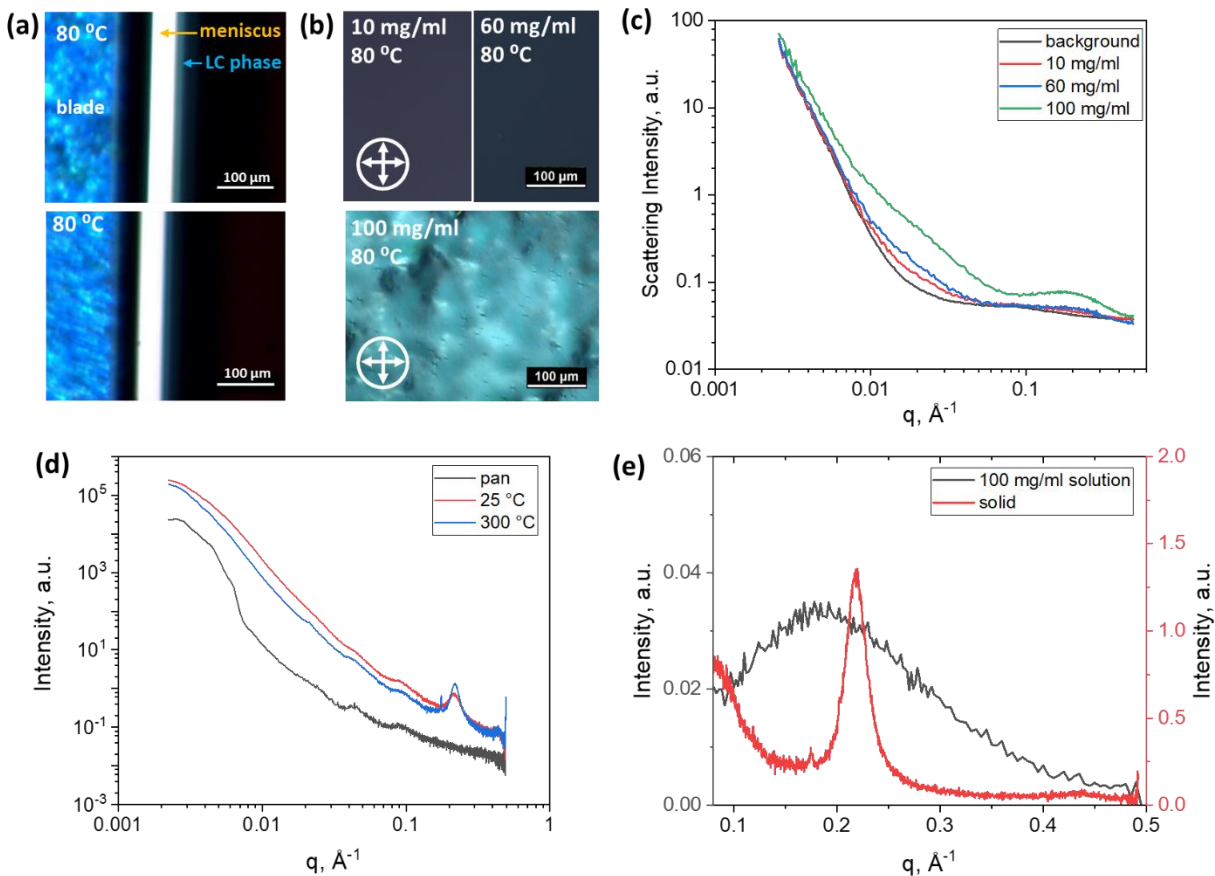 (a)
80 ⁰C
meniscus
LC phase
blade
100 µm
80 ⁰C
100 µm
(b)
10 mg/ml
80 ⁰C
60 mg/ml
80 ⁰C
100 µm
100 mg/ml
80 ⁰C
100 µm
(c)
100
10
1
0.1
0.01
Scattering Intensity, a.u.
background
10 mg/ml
60 mg/ml
100 mg/ml
0.001
0.01
0.1
q, Å⁻¹
(d)
10⁵
10³
10¹
10⁻¹
10⁻³
Intensity, a.u.
pan
25 °C
300 °C
0.001
0.01
0.1
1
q, Å⁻¹
(e)
0.06
0.04
0.02
0.00
Intensity, a.u.
100 mg/ml solution
solid
2.0
1.5
1.0
0.5
0.0
Intensity, a.u.
0.1
0.2
0.3
0.4
0.5
q, Å⁻¹